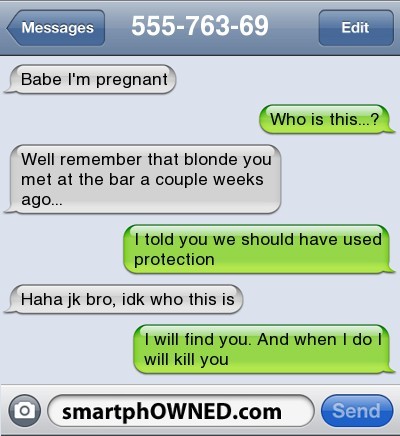 Messages
555-763-69
Edit
Babe I'm pregnant
Who is this...?
Well remember that blonde you
met at the bar a couple weeks
ago...
I told you we should have used
protection
Haha jk bro, idk who this is
I will find you. And when I do I
will kill you
smartphOWNED.com
Send